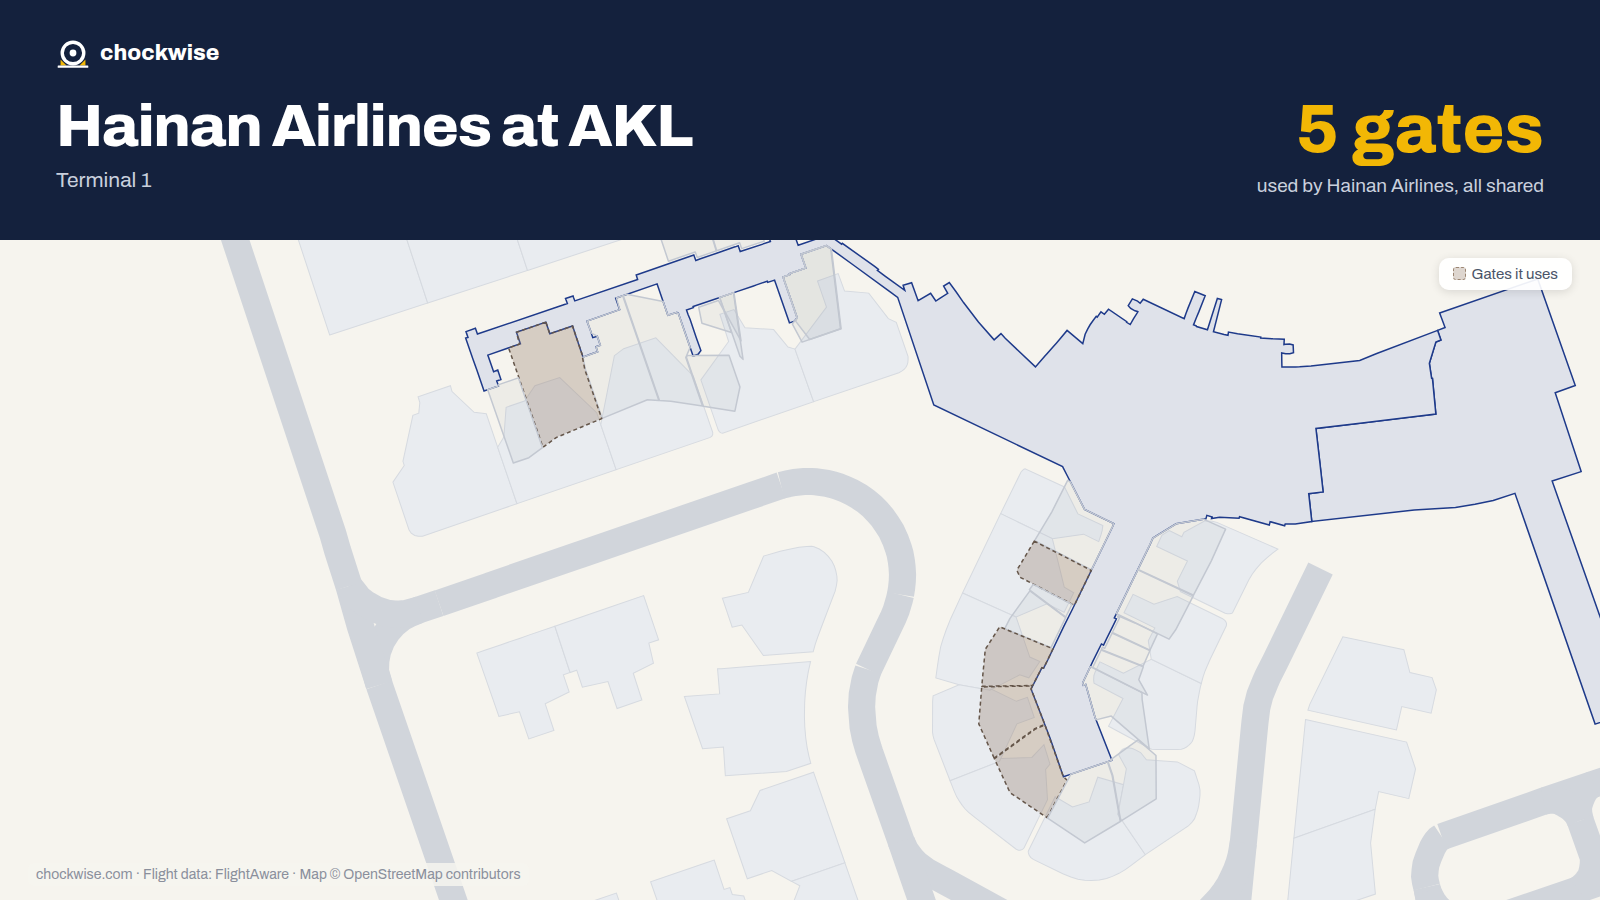 chockwise
Hainan Airlines at AKL
Terminal 1
5 gates
used by Hainan Airlines, all shared
Gates it uses
chockwise.com · Flight data: FlightAware · Map © OpenStreetMap contributors